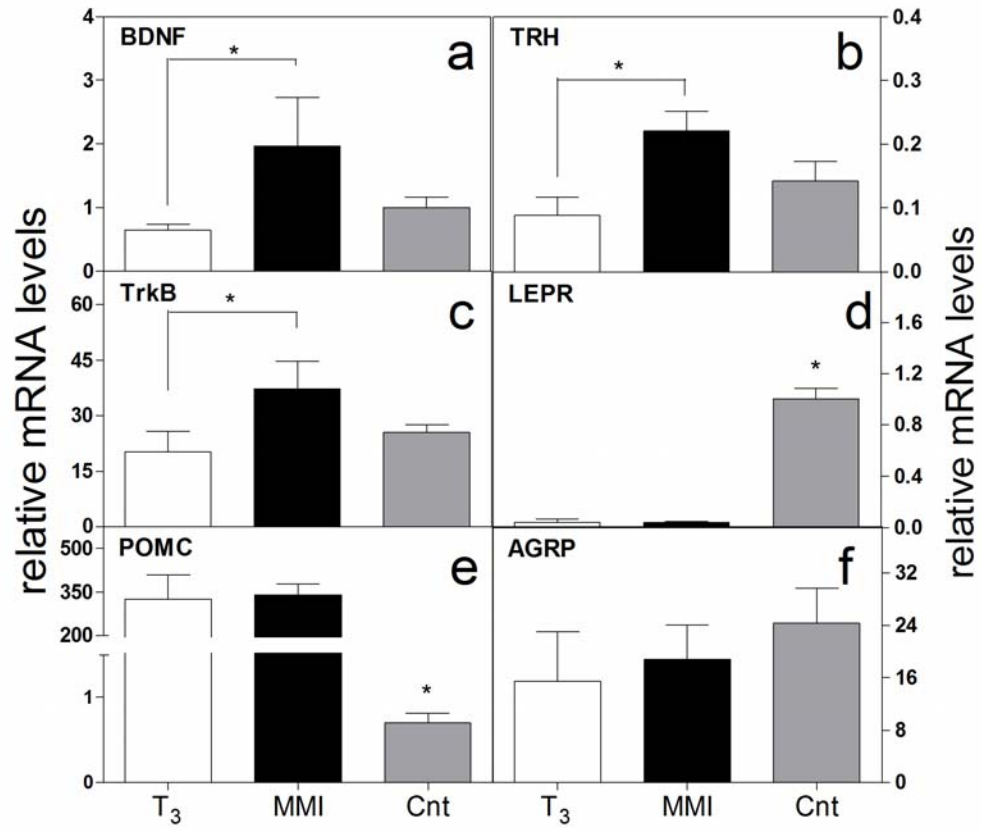 relative mRNA levels
relative mRNA levels
4
3
2
1
0
BDNF
*
a
TRH
*
b
0.4
0.3
0.2
0.1
0.0
60
45
30
15
0
TrkB
*
c
LEPR
*
d
1.6
1.2
0.8
0.4
0.0
500
350
200
1
0
POMC
*
e
AGRP
f
32
24
16
8
0
T₃ MMI Cnt
T₃ MMI Cnt